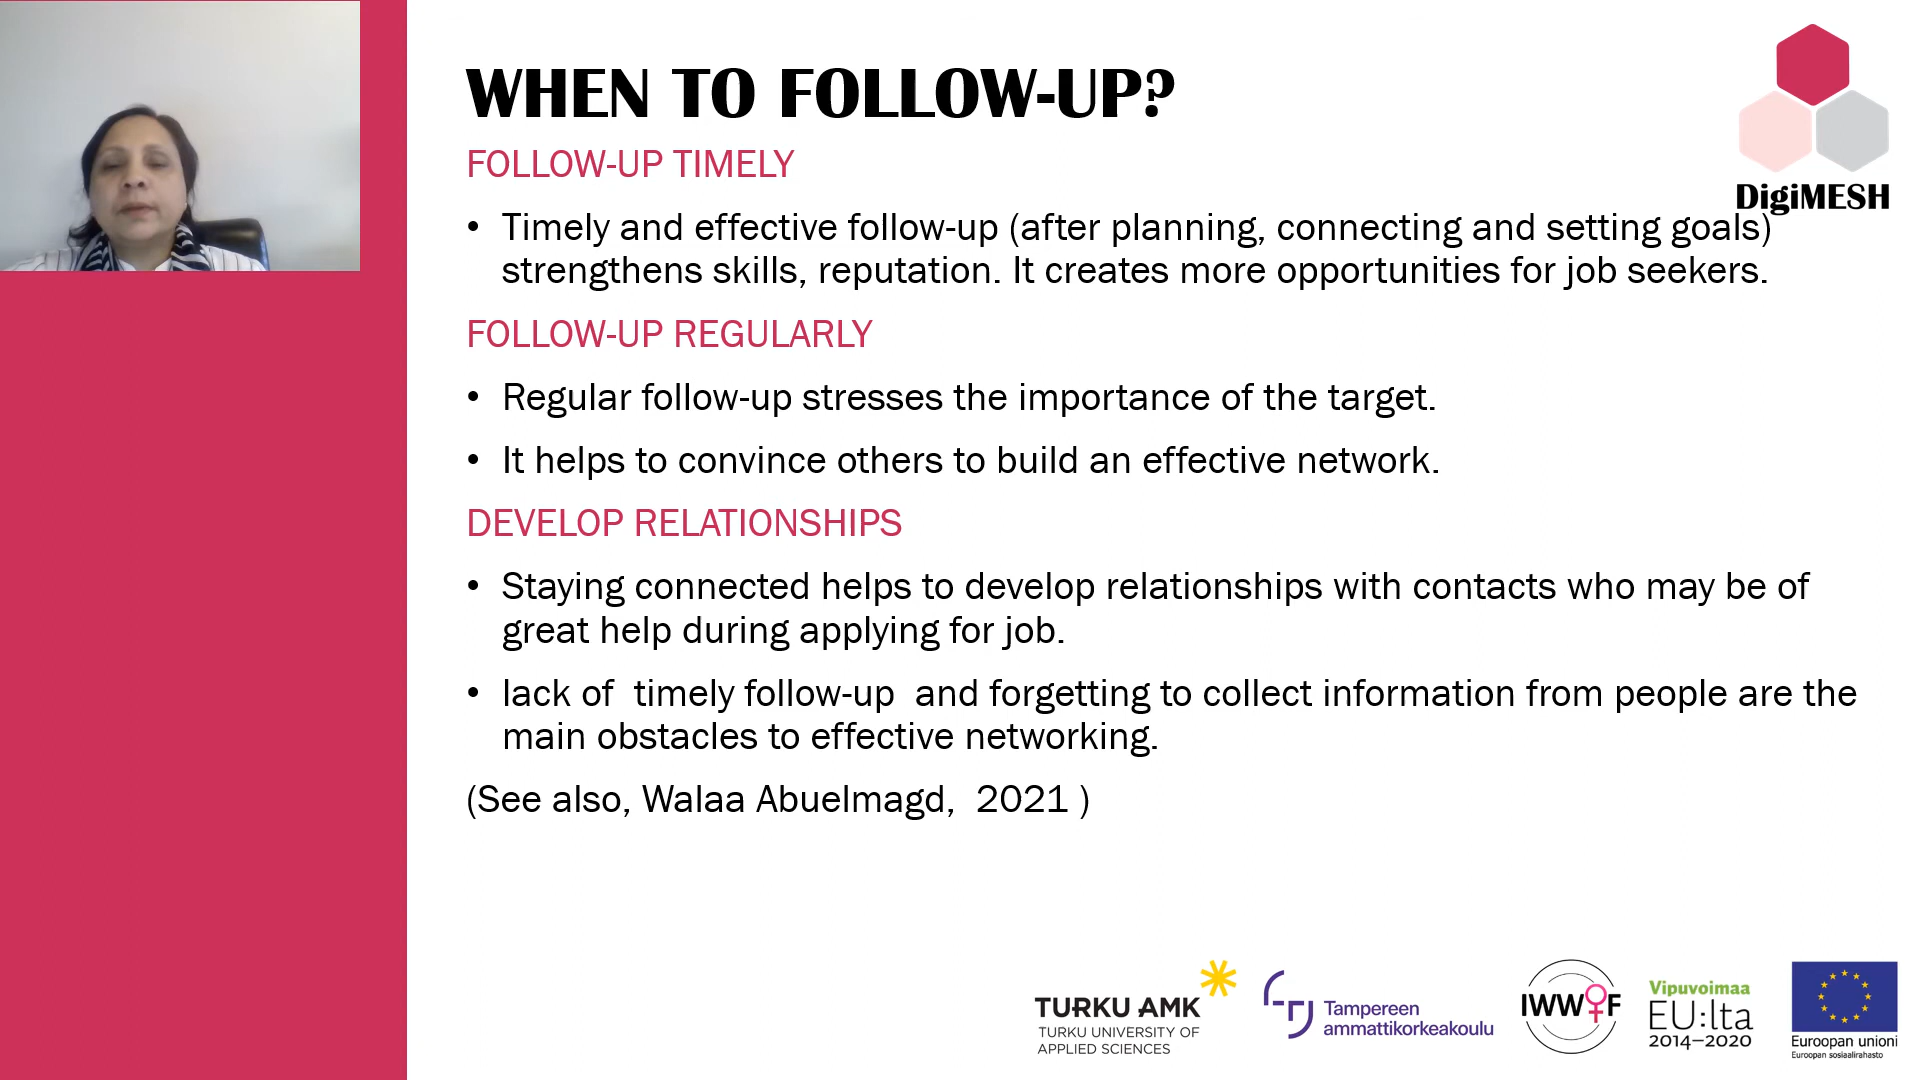 WHEN TO FOLLOW-UP?
FOLLOW-UP TIMELY
• Timely and effective follow-up (after planning, connecting and setting goals)
strengthens skills, reputation. It creates more opportunities for job seekers.
FOLLOW-UP REGULARLY
• Regular follow-up stresses the importance of the target.
• It helps to convince others to build an effective network.
DEVELOP RELATIONSHIPS
• Staying connected helps to develop relationships with contacts who may be of
great help during applying for job.
• lack of  timely follow-up  and forgetting to collect information from people are the
main obstacles to effective networking.
(See also, Walaa Abuelmagd,  2021 )
DigiMESH
TURKU AMK
TURKU UNIVERSITY OF
APPLIED SCIENCES
Tampereen
ammattikorkeakoulu
IWWOF
Vipuvoimaa
EU:lta
2014–2020
Euroopan unioni
Euroopan sosiaalirahasto